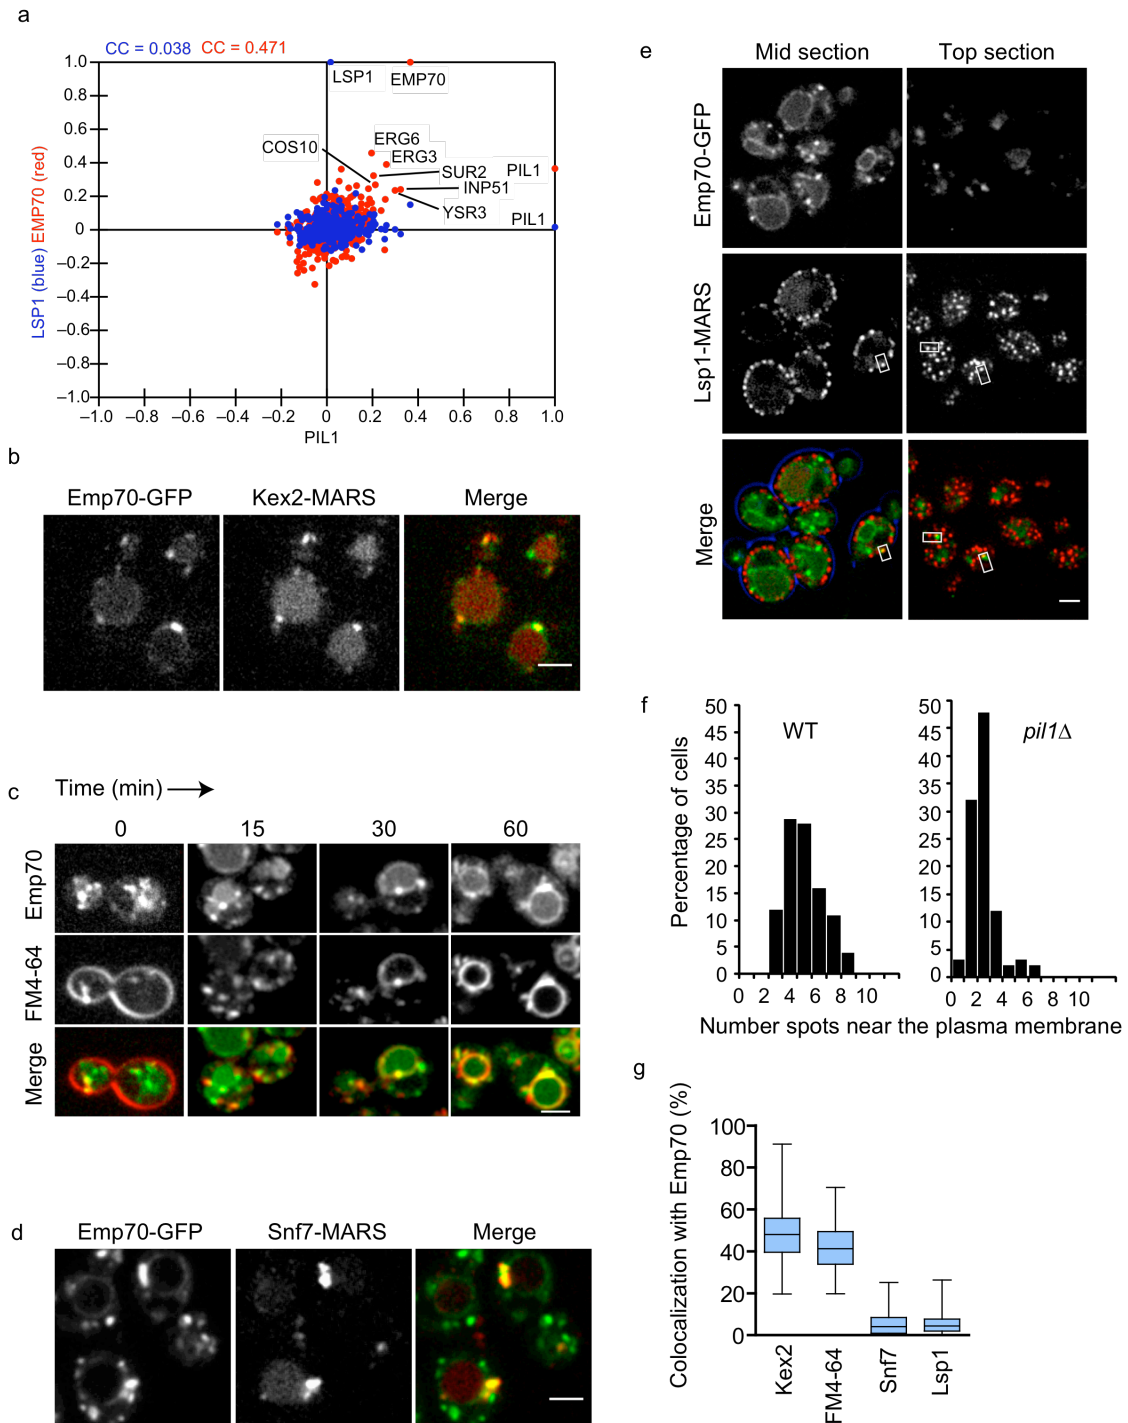 a
CC = 0.038 CC = 0.471
LSP1 (blue) EMP70 (red)
1.0
0.8
0.6
0.4
0.2
0
–0.2
–0.4
–0.6
–0.8
–1.0
–1.0 –0.8 –0.6 –0.4 –0.2 0 0.2 0.4 0.6 0.8 1.0
PIL1
LSP1
EMP70
COS10
ERG6
ERG3
SUR2
PIL1
INP51
YSR3
PIL1
b
Emp70-GFP Kex2-MARS Merge
c
Time (min)
0 15 30 60
Emp70
FM4-64
Merge
d
Emp70-GFP Snf7-MARS Merge
e
Mid section Top section
Emp70-GFP
Lsp1-MARS
Merge
f
Percentage of cells
50
45
40
35
30
25
20
15
10
5
0
WT
0 2 4 6 8 10
50
45
40
35
30
25
20
15
10
5
0
pil1Δ
0 2 4 6 8 10
Number spots near the plasma membrane
g
Colocalization with Emp70 (%)
100
80
60
40
20
0
Kex2
FM4-64
Snf7
Lsp1